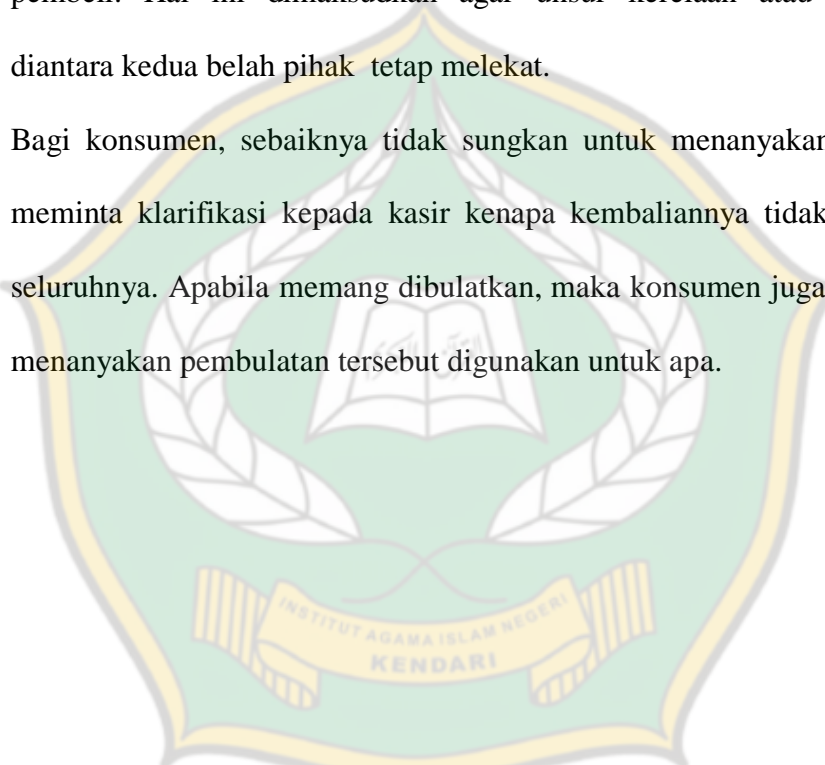 diantara kedua belah pihak tetap melekat.
Bagi konsumen, sebaiknya tidak sungkan untuk menanyakan
meminta klarifikasi kepada kasir kenapa kembaliannya tidak
seluruhnya. Apabila memang dibulatkan, maka konsumen juga
menanyakan pembulatan tersebut digunakan untuk apa.
INSTITUT AGAMA ISLAM NEGERI
KENDARI